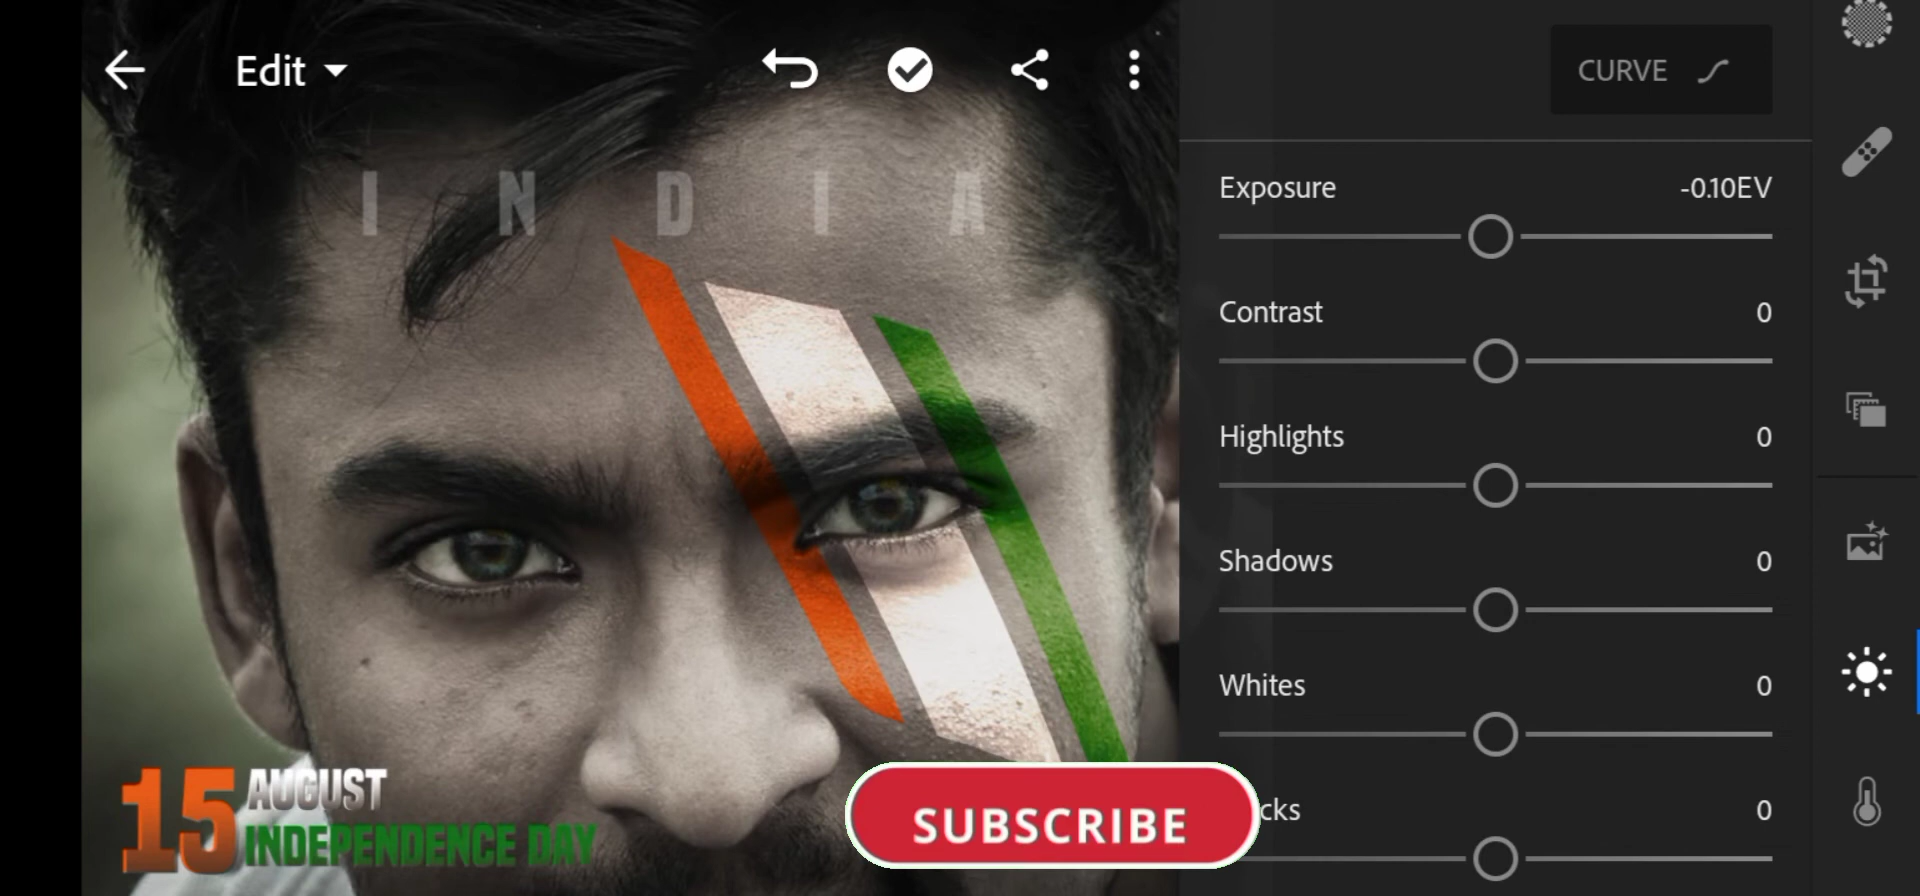 Edit
CURVE
INDIA
Exposure -0.10EV
Contrast 0
Highlights 0
Shadows 0
Whites 0
cks 0
15 AUGUST
INDEPENDENCE DAY
SUBSCRIBE